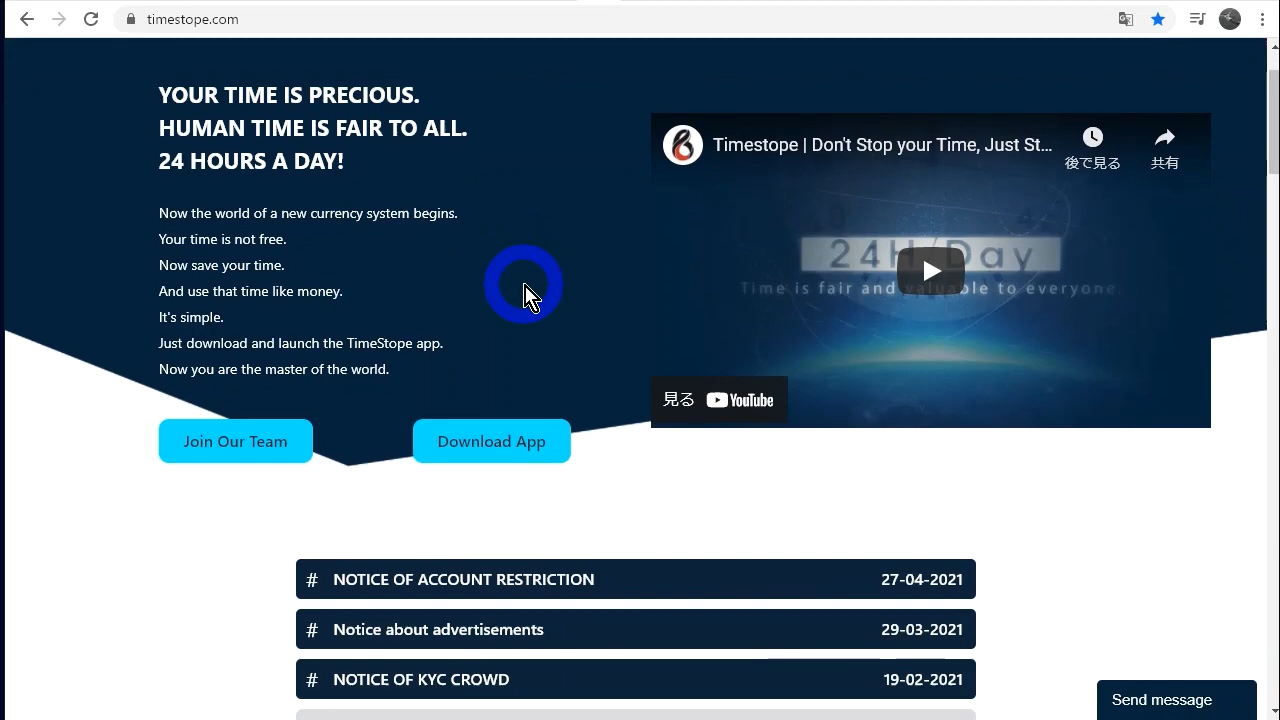 timestope.com
YOUR TIME IS PRECIOUS.
HUMAN TIME IS FAIR TO ALL.
24 HOURS A DAY!
Now the world of a new currency system begins.
Your time is not free.
Now save your time.
And use that time like money.
It's simple.
Just download and launch the TimeStope app.
Now you are the master of the world.
Join Our Team
Download App
Timestope | Don't Stop your Time, Just St...
後で見る
共有
24H/Day
Time is fair and valuable to everyone.
見る YouTube
# NOTICE OF ACCOUNT RESTRICTION 27-04-2021
# Notice about advertisements 29-03-2021
# NOTICE OF KYC CROWD 19-02-2021
Send message